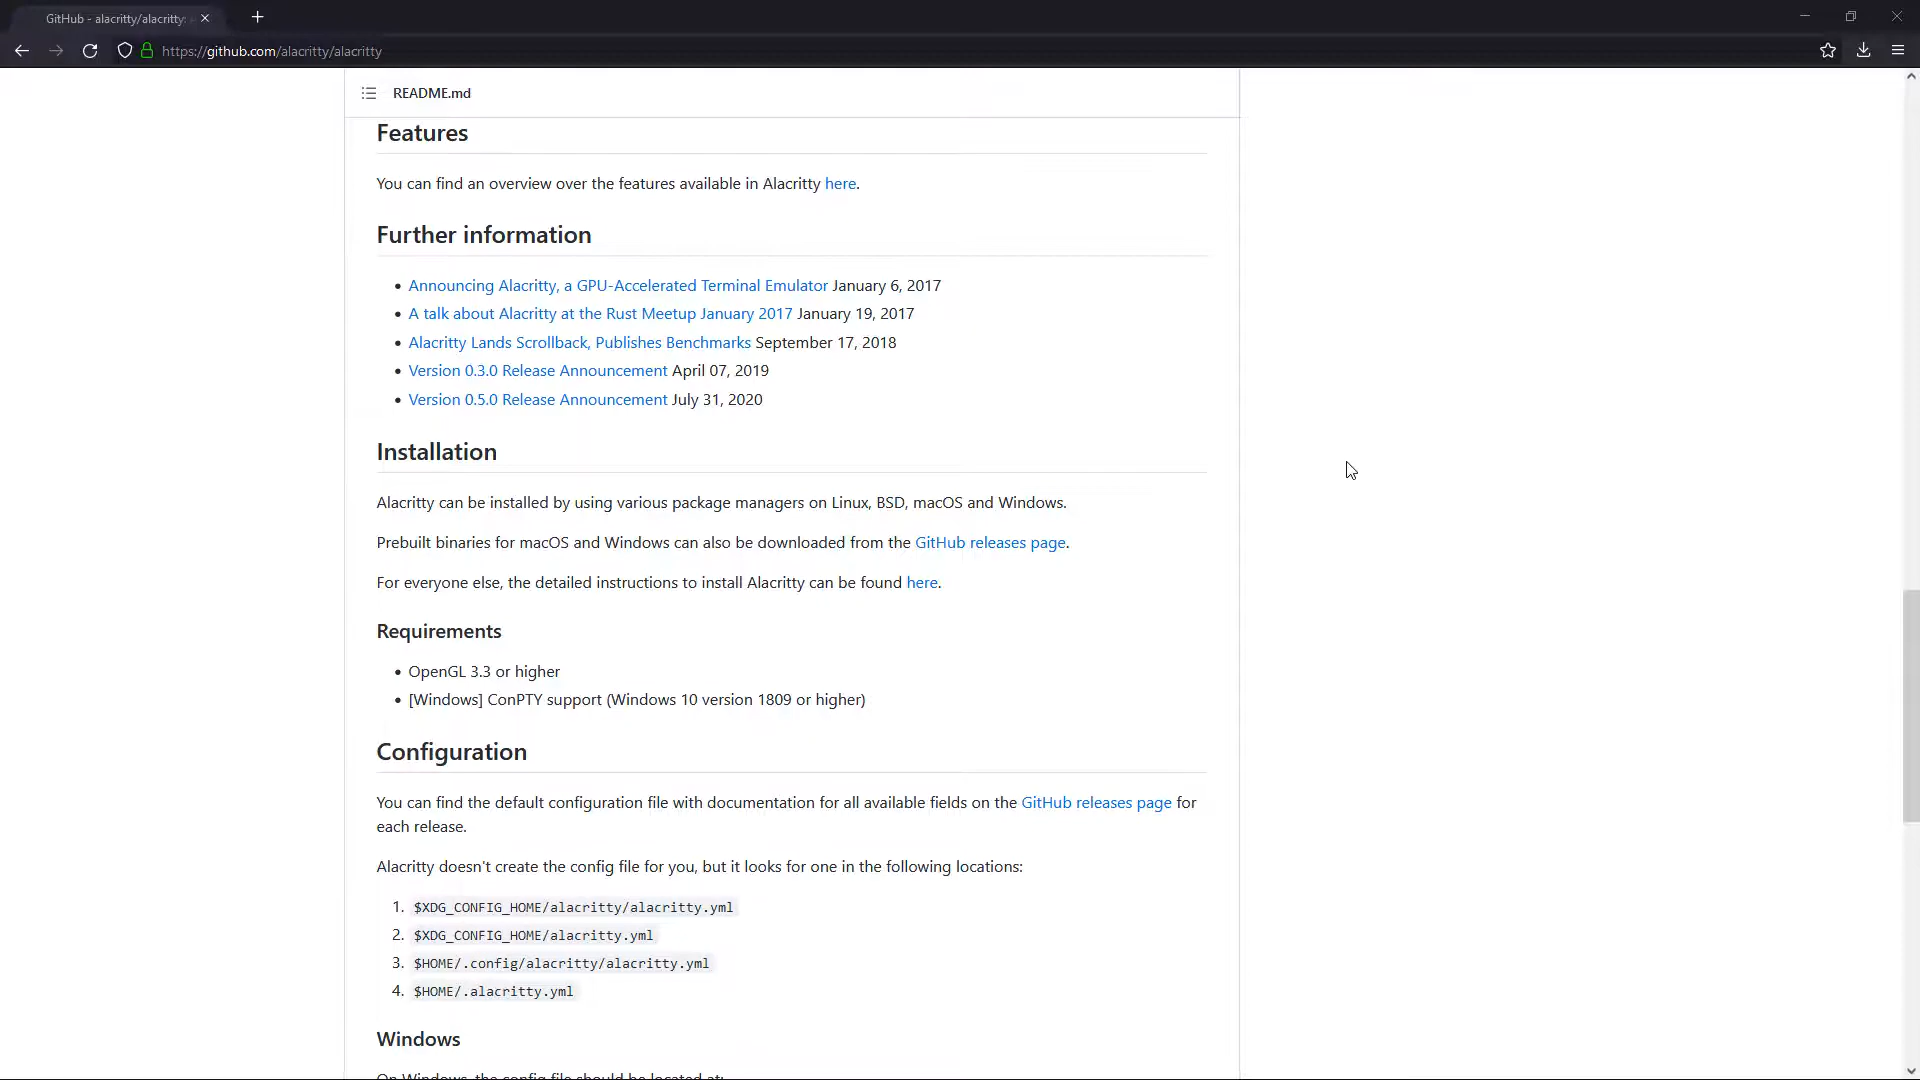 GitHub - alacritty/alacritty:
https://github.com/alacritty/alacritty
README.md
Features
You can find an overview over the features available in Alacritty here.
Further information
• Announcing Alacritty, a GPU-Accelerated Terminal Emulator January 6, 2017
• A talk about Alacritty at the Rust Meetup January 2017 January 19, 2017
• Alacritty Lands Scrollback, Publishes Benchmarks September 17, 2018
• Version 0.3.0 Release Announcement April 07, 2019
• Version 0.5.0 Release Announcement July 31, 2020
Installation
Alacritty can be installed by using various package managers on Linux, BSD, macOS and Windows.
Prebuilt binaries for macOS and Windows can also be downloaded from the GitHub releases page.
For everyone else, the detailed instructions to install Alacritty can be found here.
Requirements
• OpenGL 3.3 or higher
• [Windows] ConPTY support (Windows 10 version 1809 or higher)
Configuration
You can find the default configuration file with documentation for all available fields on the GitHub releases page for
each release.
Alacritty doesn't create the config file for you, but it looks for one in the following locations:
1. $XDG_CONFIG_HOME/alacritty/alacritty.yml
2. $XDG_CONFIG_HOME/alacritty.yml
3. $HOME/.config/alacritty/alacritty.yml
4. $HOME/.alacritty.yml
Windows
On Windows, the config file should be located at: